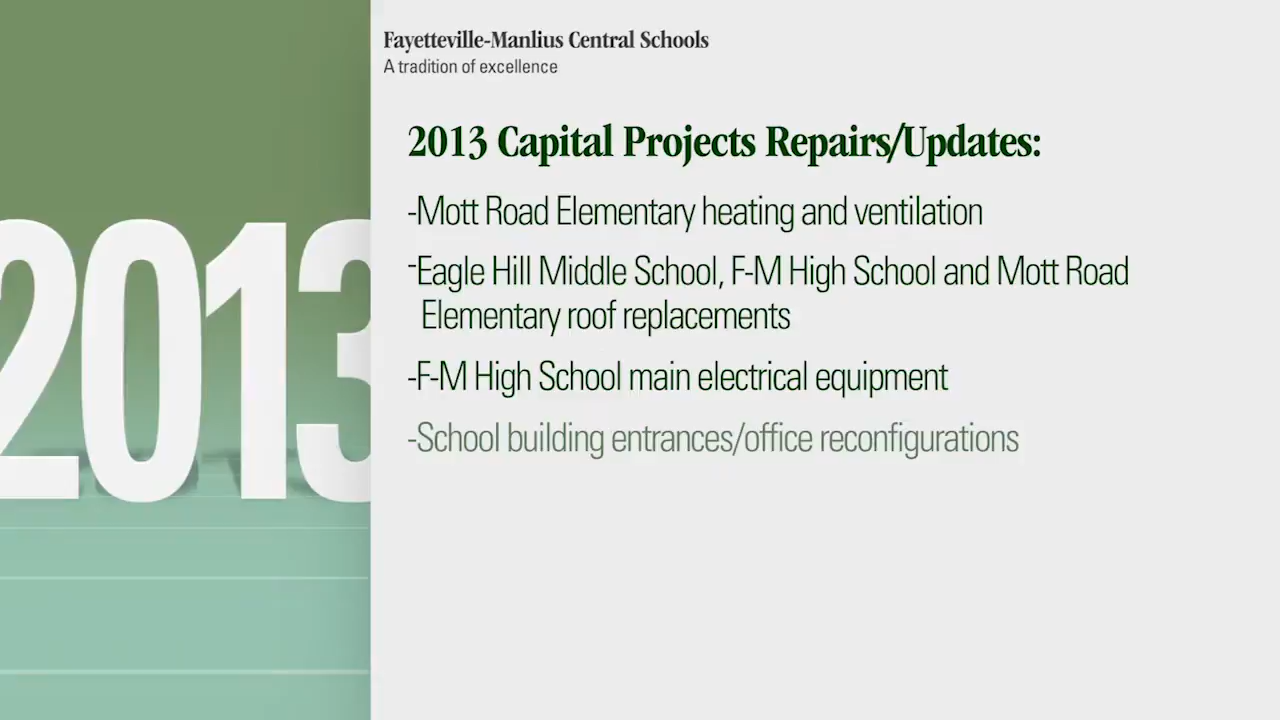 Fayetteville-Manlius Central Schools
A tradition of excellence
2013 Capital Projects Repairs/Updates:
-Mott Road Elementary heating and ventilation
-Eagle Hill Middle School, F-M High School and Mott Road
Elementary roof replacements
-F-M High School main electrical equipment
-School building entrances/office reconfigurations
2013